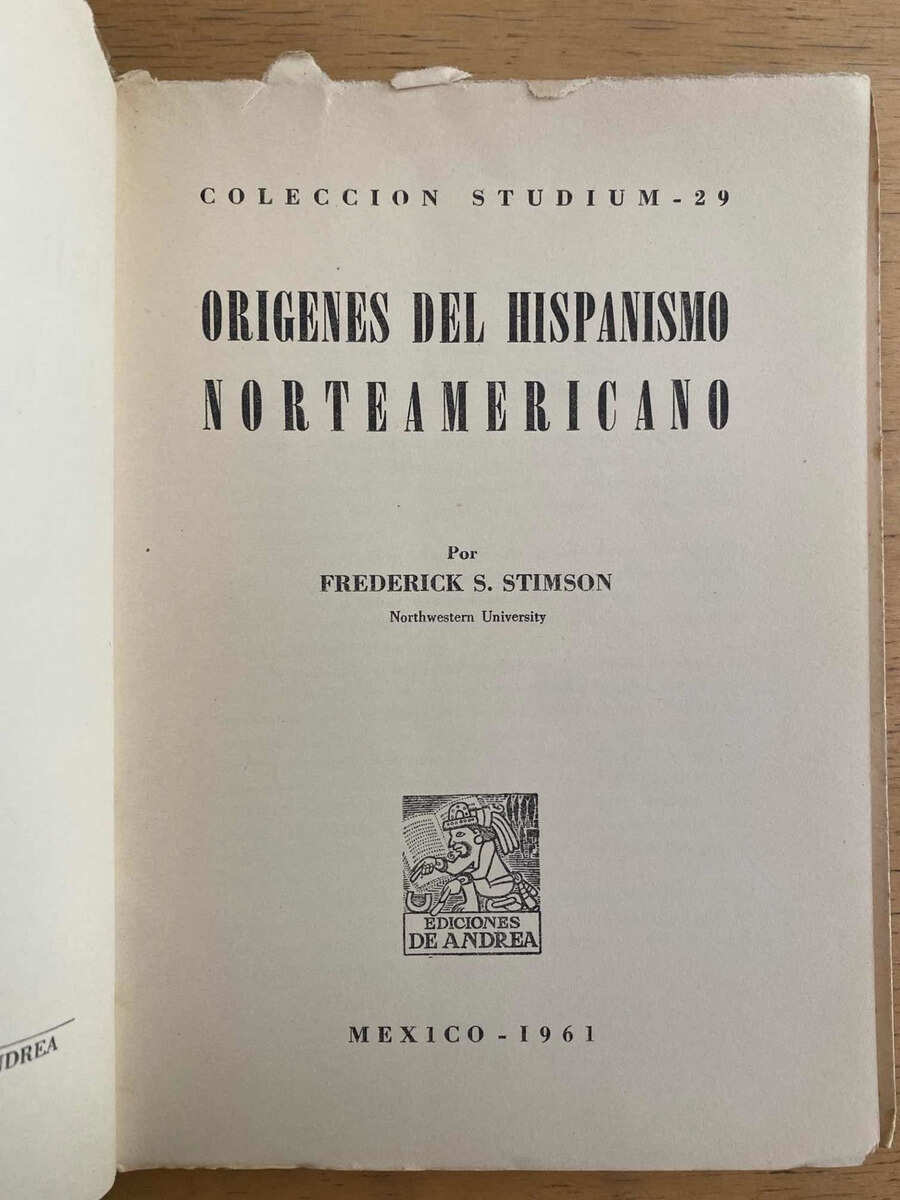 COLECCION STUDIUM - 29
ORIGENES DEL HISPANISMO
NORTEAMERICANO
Por
FREDERICK S. STIMSON
Northwestern University
EDICIONES
DE ANDREA
MEXICO - 1961